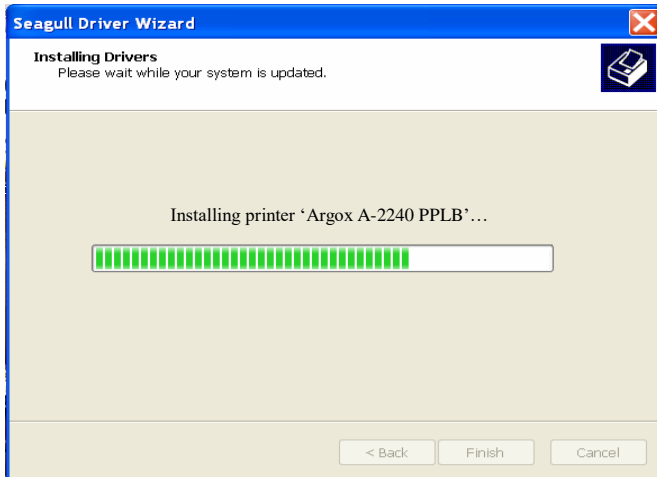 Seagull Driver Wizard
Installing Drivers
Please wait while your system is updated.
Installing printer ‘Argox A-2240 PPLB’…
< Back
Finish
Cancel